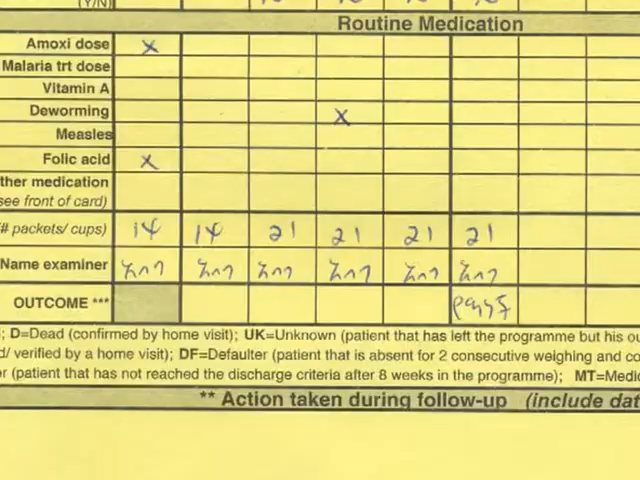 (Y/N)
Routine Medication
Amoxi dose x
Malaria trt dose
Vitamin A
Deworming x
Measles
Folic acid x
ther medication
see front of card)
# packets/ cups) 14 14 21 21 21 21
Name examiner
OUTCOME ***
; D=Dead (confirmed by home visit); UK=Unknown (patient that has left the programme but his ou
d/ verified by a home visit); DF=Defaulter (patient that is absent for 2 consecutive weighing and co
r (patient that has not reached the discharge criteria after 8 weeks in the programme); MT=Medic
** Action taken during follow-up (include dat